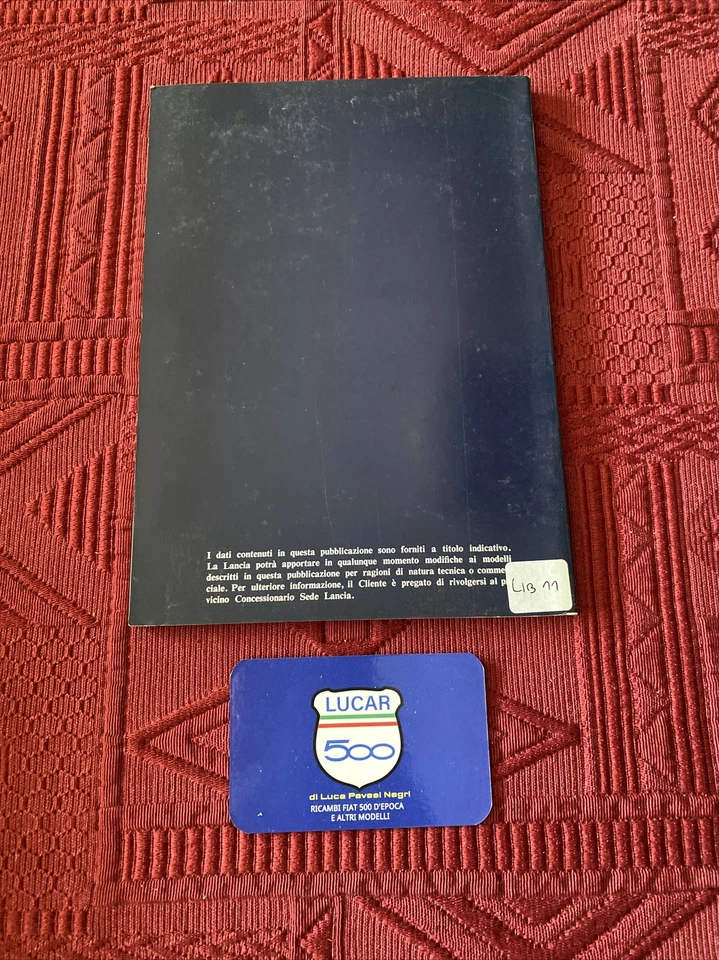 I dati contenuti in questa pubblicazione sono forniti a titolo indicativo.
La Lancia potrà apportare in qualunque momento modifiche ai modelli
descritti in questa pubblicazione per ragioni di natura tecnica o comme
ciale. Per ulteriore informazione, il Cliente è pregato di rivolgersi al
vicino Concessionario Sede Lancia.
LIB 11
LUCAR
500
di Luca Pavesi Negri
RICAMBI FIAT 500 D'EPOCA
E ALTRI MODELLI